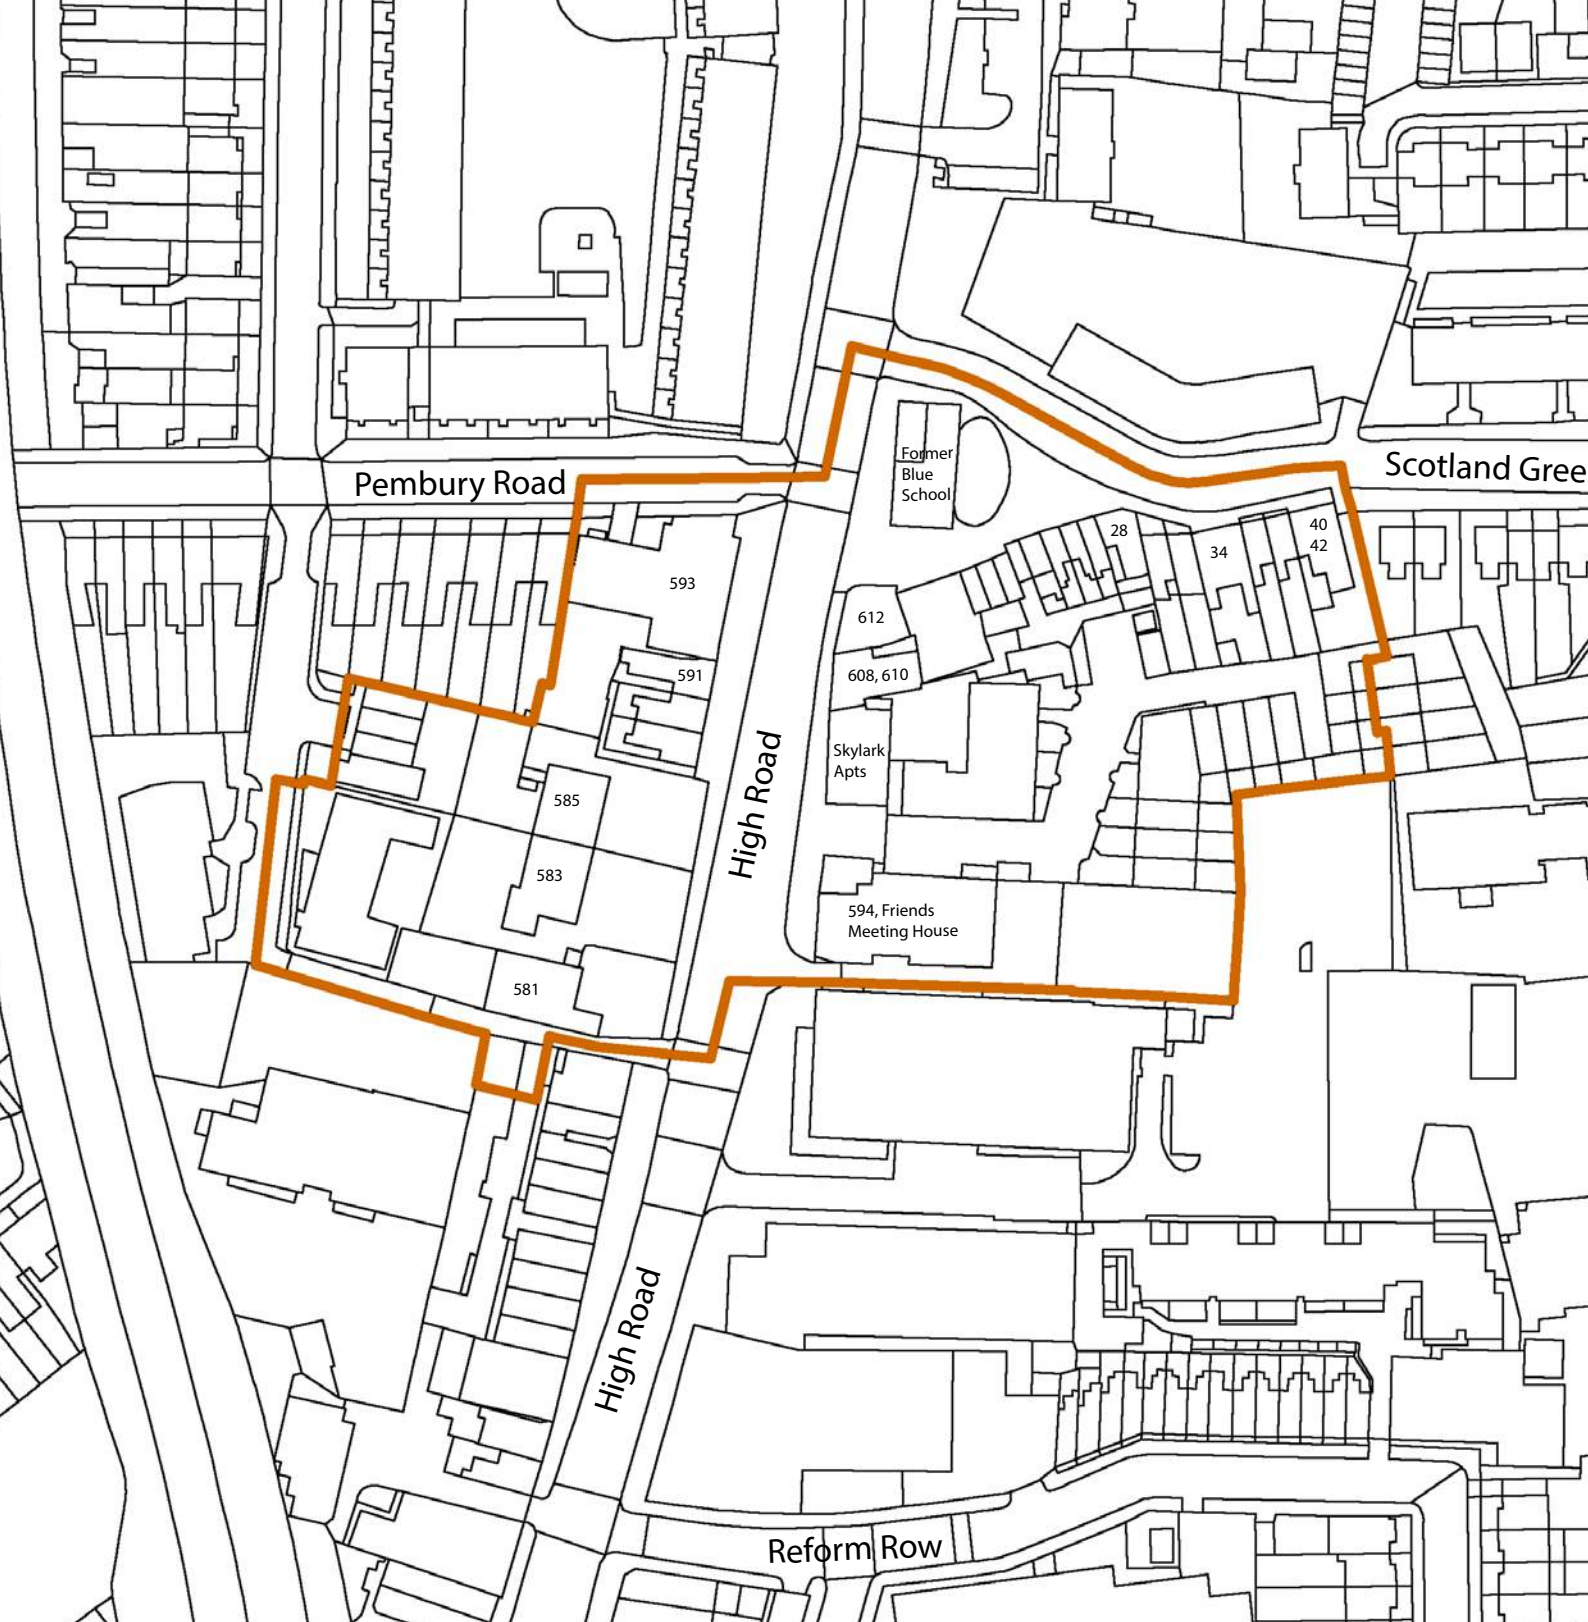 Pembury Road
Scotland Gree
Former
Blue
School
28
34
40
42
593
612
591
608, 610
High Road
Skylark
Apts
585
583
594, Friends
Meeting House
581
High Road
Reform Row